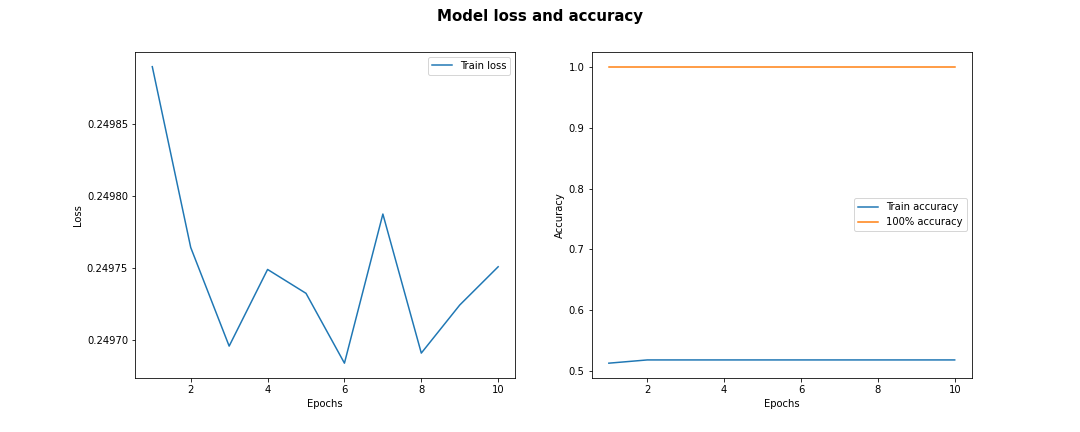 Model loss and accuracy
Train loss
0.24985
0.24980
0.24975
0.24970
Loss
2 4 6 8 10
Epochs
1.0
0.9
0.8
0.7
0.6
0.5
Accuracy
Train accuracy
100% accuracy
2 4 6 8 10
Epochs